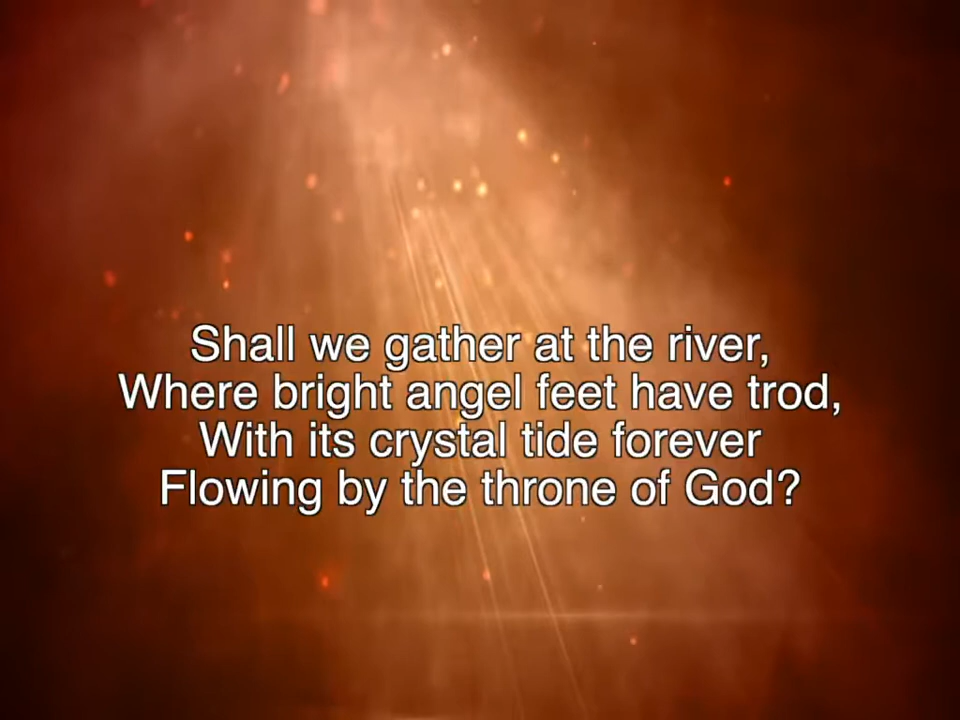 Shall we gather at the river,
Where bright angel feet have trod,
With its crystal tide forever
Flowing by the throne of God?